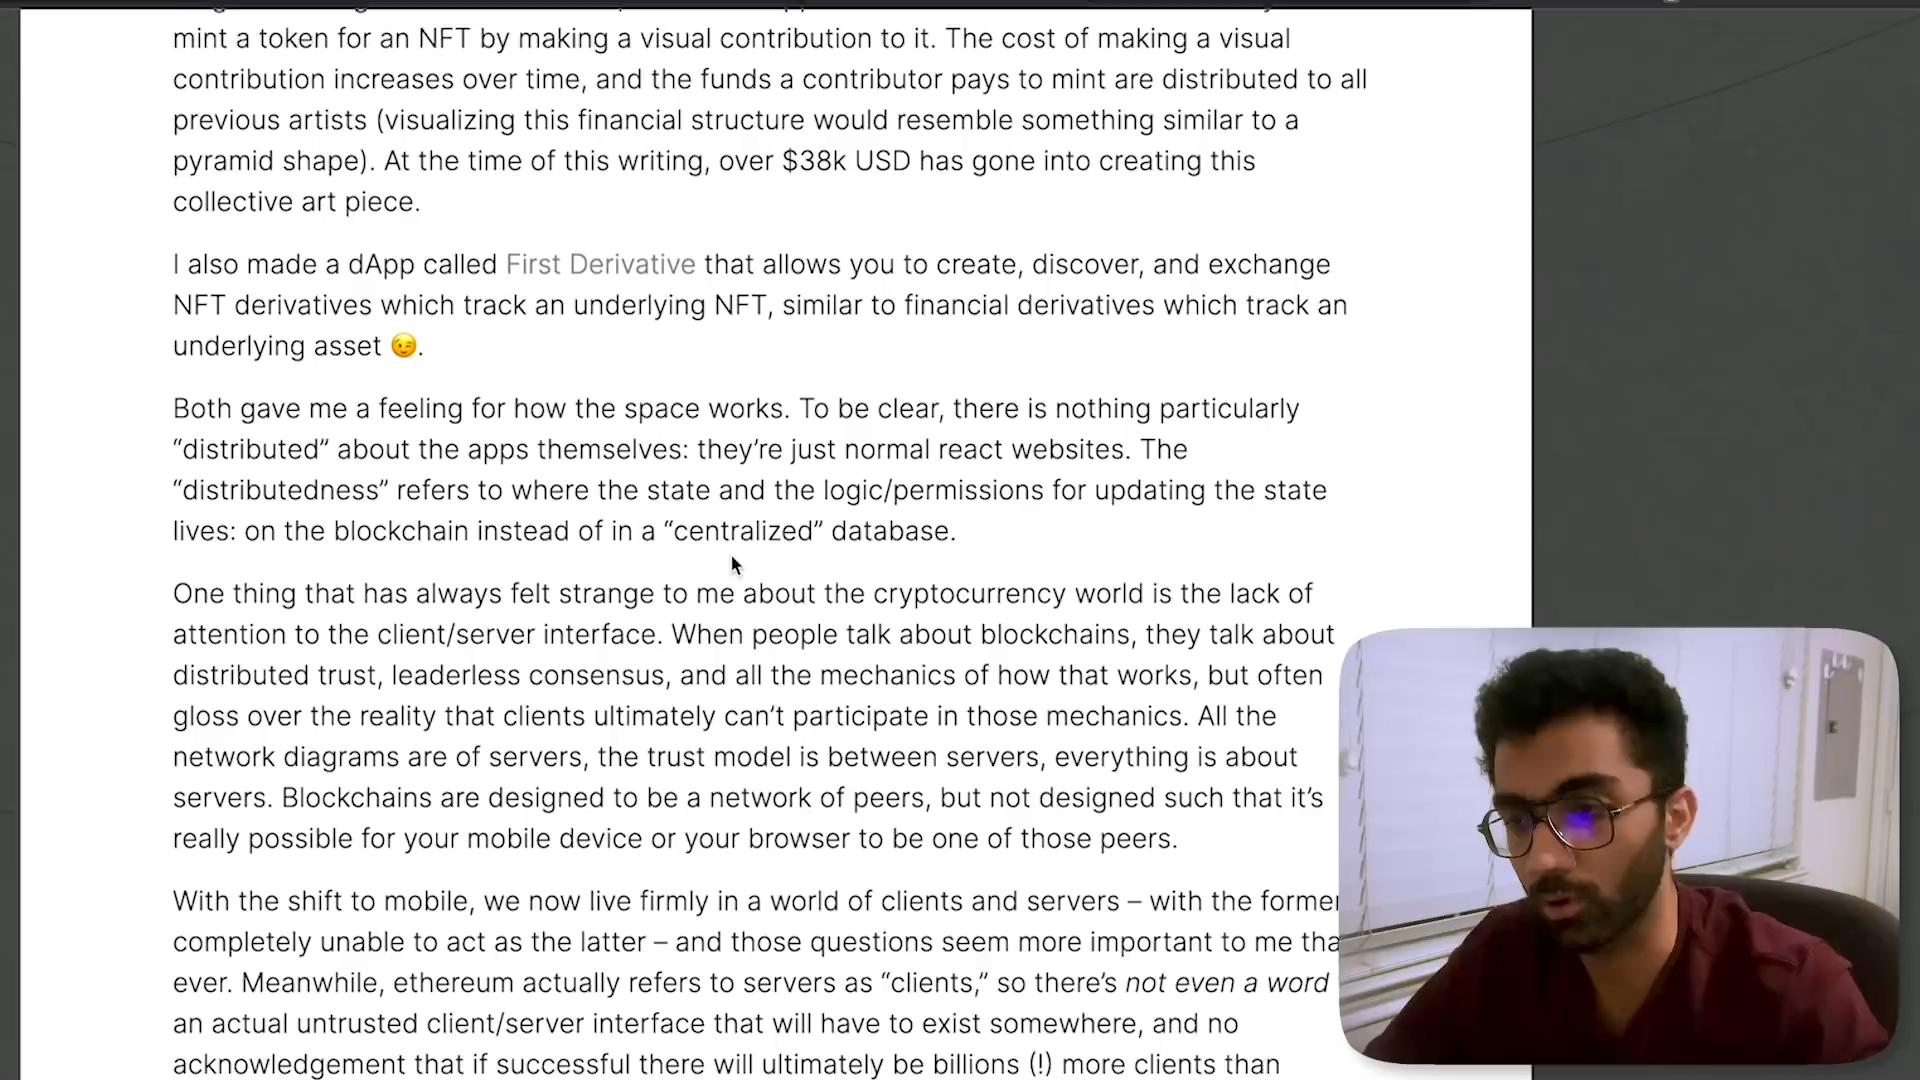 mint a token for an NFT by making a visual contribution to it. The cost of making a visual
contribution increases over time, and the funds a contributor pays to mint are distributed to all
previous artists (visualizing this financial structure would resemble something similar to a
pyramid shape). At the time of this writing, over $38k USD has gone into creating this
collective art piece.
I also made a dApp called First Derivative that allows you to create, discover, and exchange
NFT derivatives which track an underlying NFT, similar to financial derivatives which track an
underlying asset 😉.
Both gave me a feeling for how the space works. To be clear, there is nothing particularly
“distributed” about the apps themselves: they’re just normal react websites. The
“distributedness” refers to where the state and the logic/permissions for updating the state
lives: on the blockchain instead of in a “centralized” database.
One thing that has always felt strange to me about the cryptocurrency world is the lack of
attention to the client/server interface. When people talk about blockchains, they talk about
distributed trust, leaderless consensus, and all the mechanics of how that works, but often
gloss over the reality that clients ultimately can’t participate in those mechanics. All the
network diagrams are of servers, the trust model is between servers, everything is about
servers. Blockchains are designed to be a network of peers, but not designed such that it’s
really possible for your mobile device or your browser to be one of those peers.
With the shift to mobile, we now live firmly in a world of clients and servers – with the former
completely unable to act as the latter – and those questions seem more important to me tha
ever. Meanwhile, ethereum actually refers to servers as “clients,” so there’s not even a word
an actual untrusted client/server interface that will have to exist somewhere, and no
acknowledgement that if successful there will ultimately be billions (!) more clients than